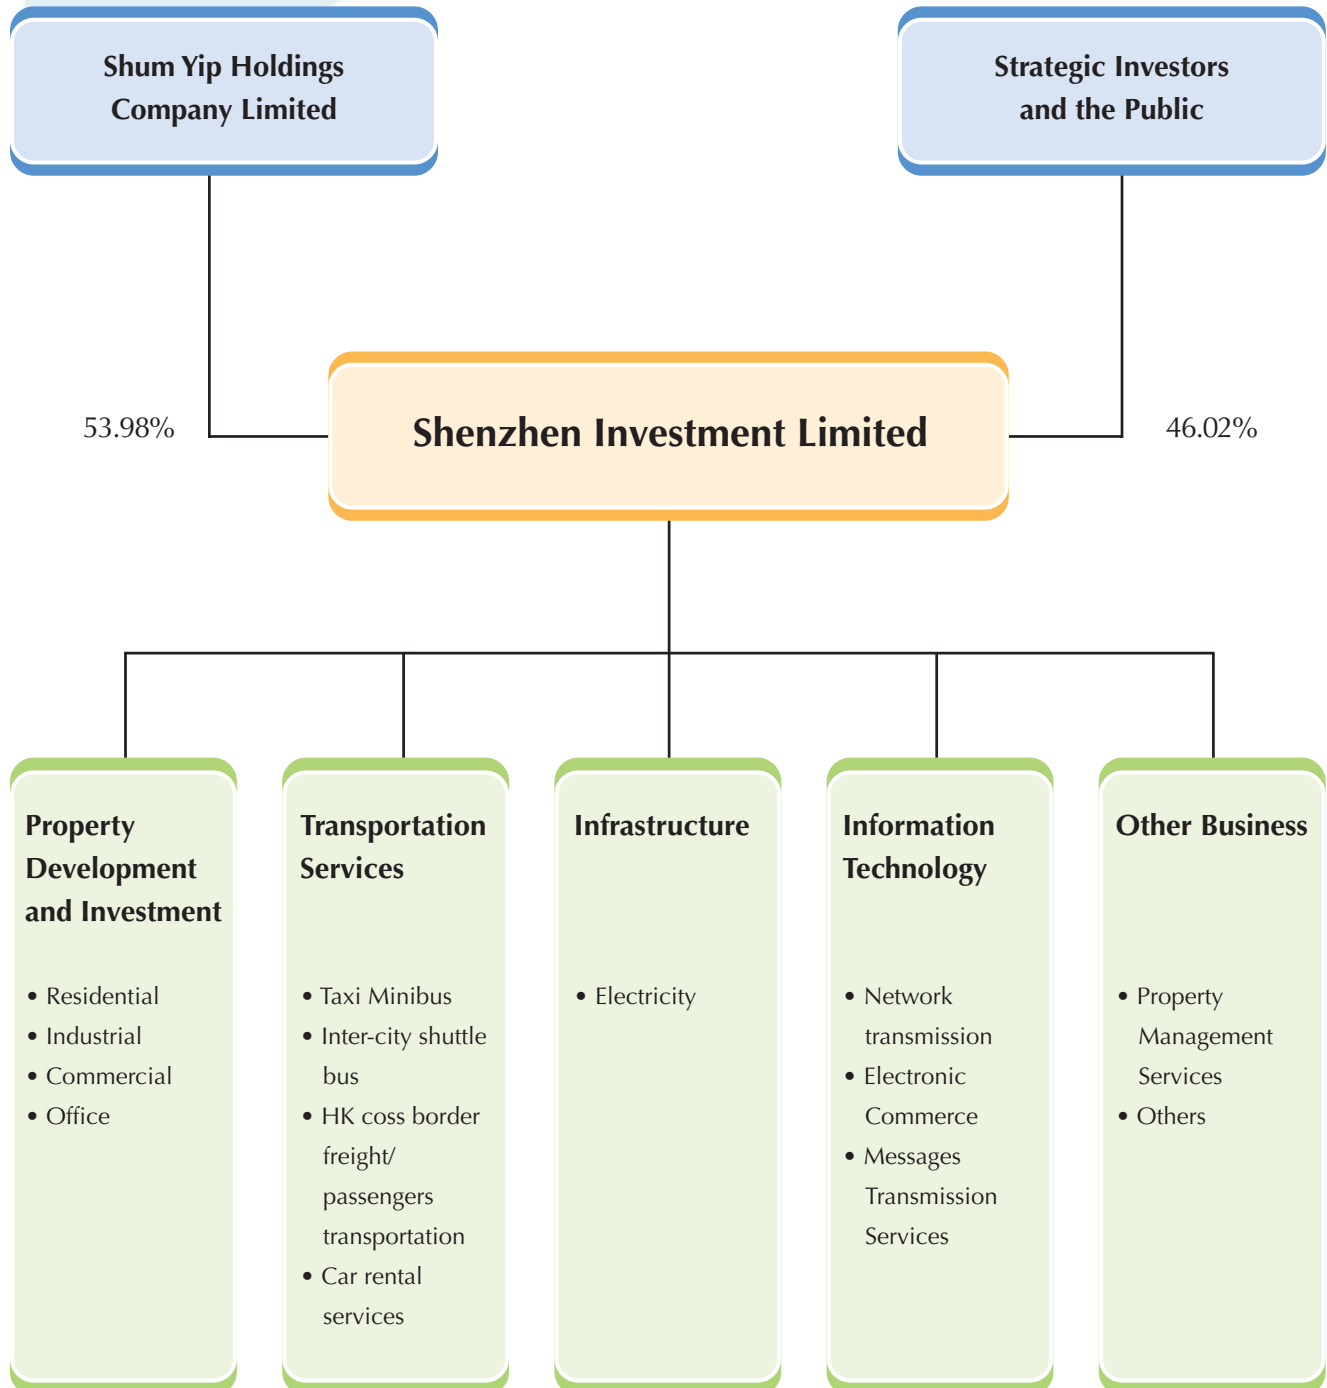 Shum Yip Holdings
Company Limited
Strategic Investors
and the Public
53.98%
Shenzhen Investment Limited
46.02%
Property
Development
and Investment
• Residential
• Industrial
• Commercial
• Office
Transportation
Services
• Taxi Minibus
• Inter-city shuttle
bus
• HK coss border
freight/
passengers
transportation
• Car rental
services
Infrastructure
• Electricity
Information
Technology
• Network
transmission
• Electronic
Commerce
• Messages
Transmission
Services
Other Business
• Property
Management
Services
• Others